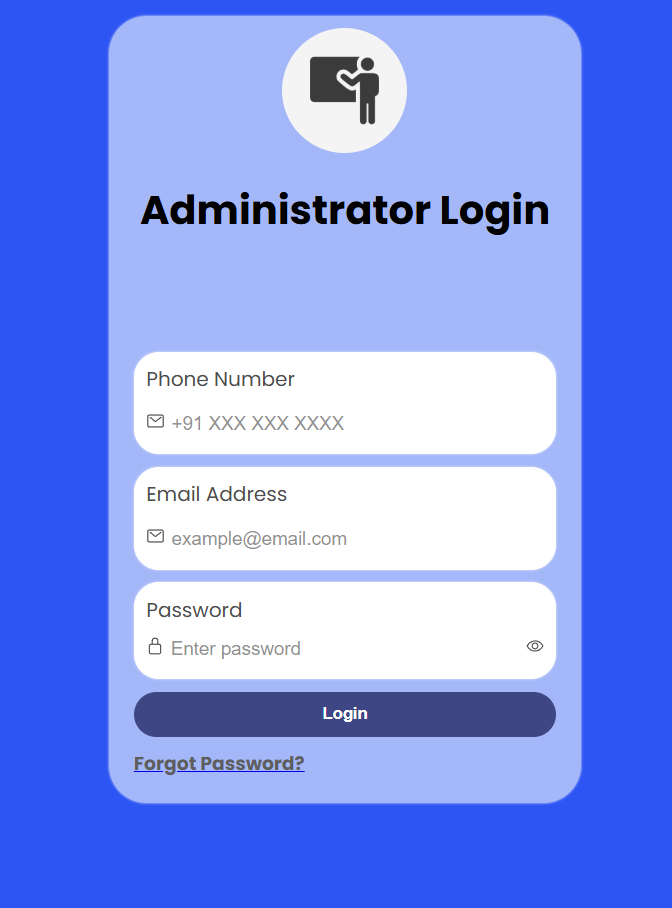 Administrator Login
Phone Number
+91 XXX XXX XXXX
Email Address
example@email.com
Password
Enter password
Login
Forgot Password?